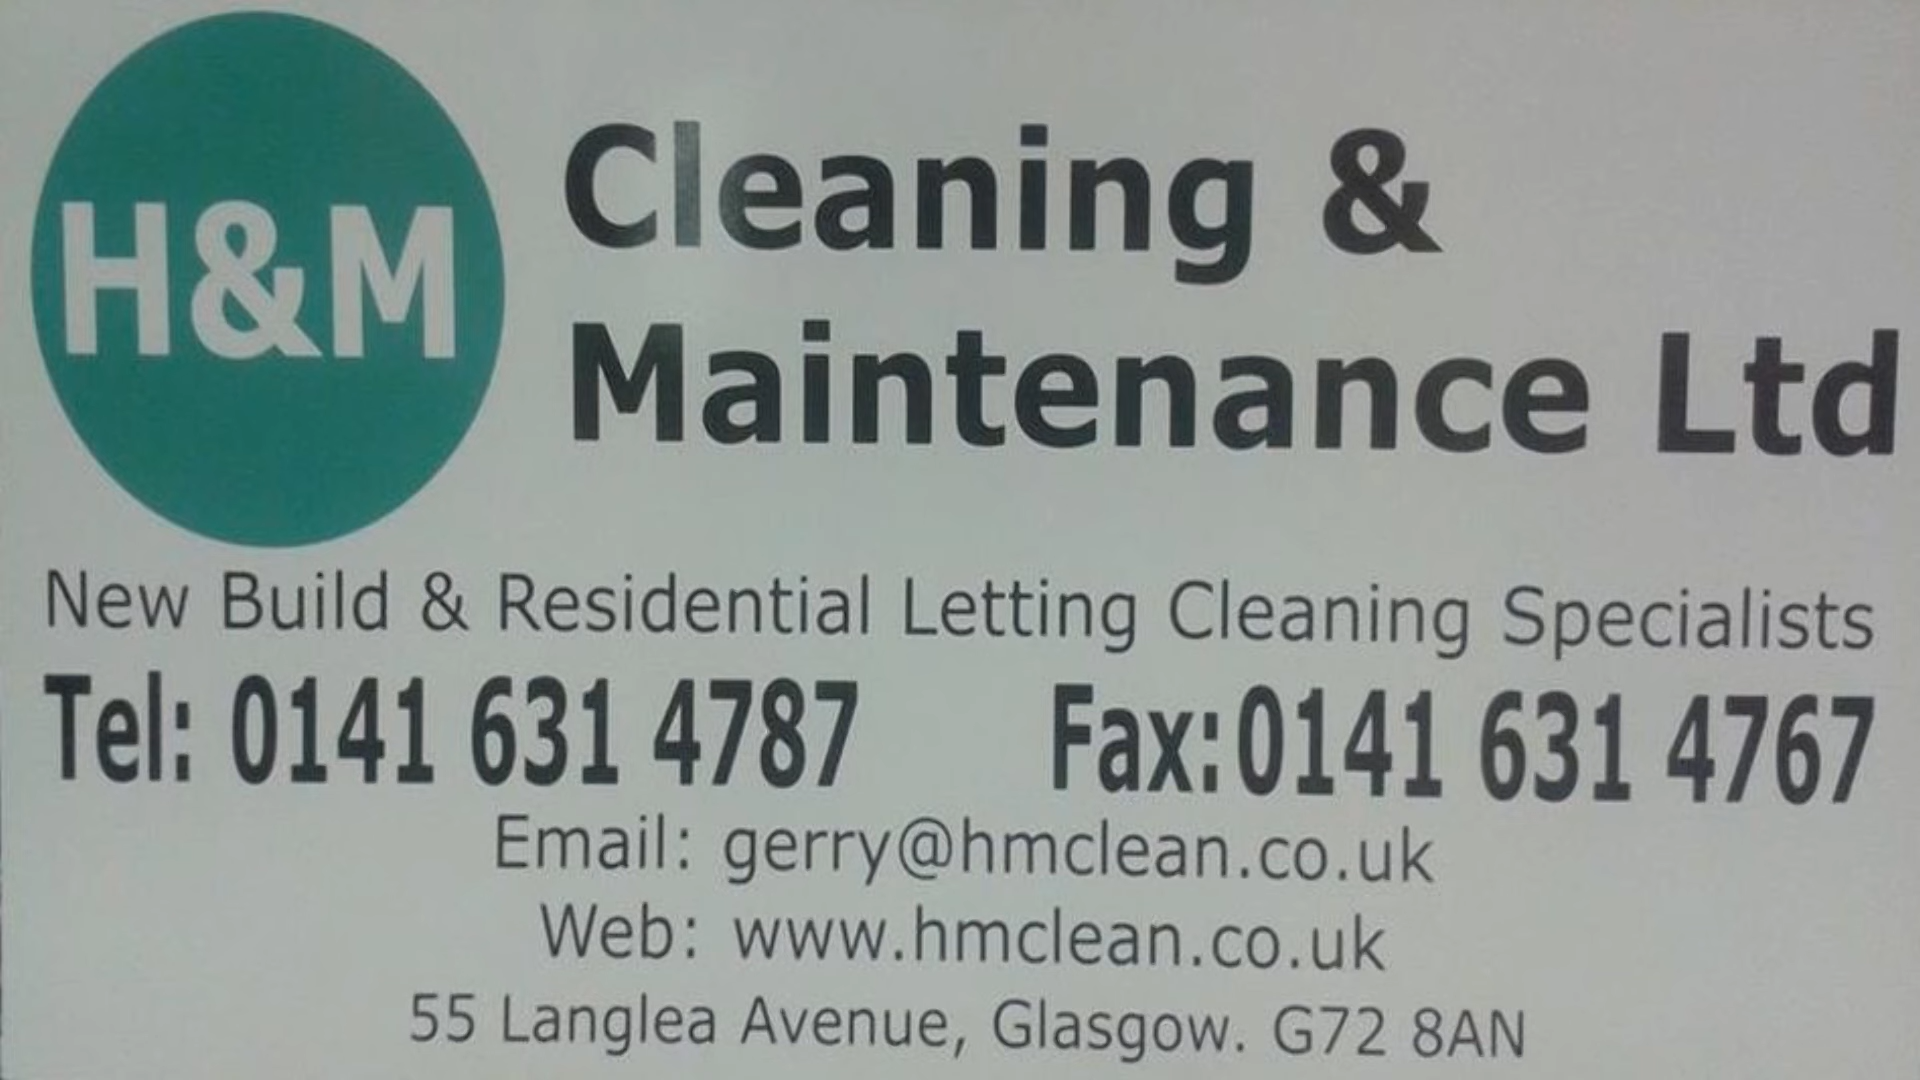 H&M
Cleaning &
Maintenance Ltd
New Build & Residential Letting Cleaning Specialists
Tel: 0141 631 4787 Fax:0141 631 4767
Email: gerry@hmclean.co.uk
Web: www.hmclean.co.uk
55 Langlea Avenue, Glasgow. G72 8AN